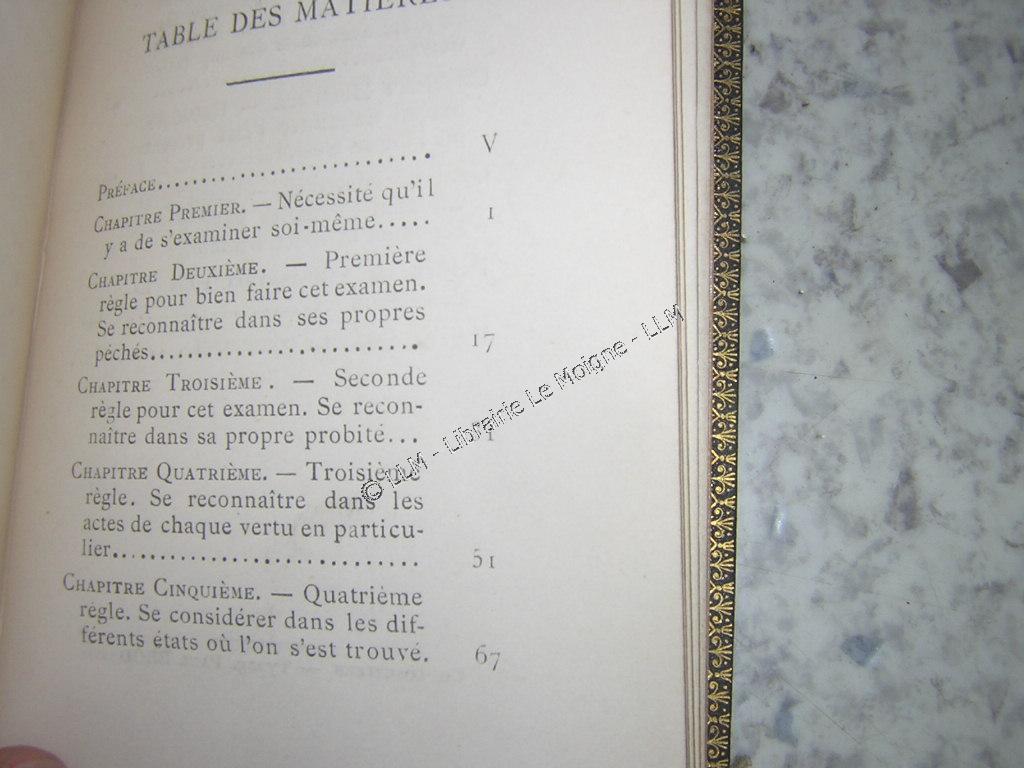 TABLE DES MATIÈRES
PRÉFACE.......................... V
CHAPITRE PREMIER. — Nécessité qu'il
y a de s'examiner soi-même..... 1
CHAPITRE DEUXIÈME. — Première
règle pour bien faire cet examen.
Se reconnaître dans ses propres
péchés.......................... 17
CHAPITRE TROISIÈME. — Seconde
règle pour cet examen. Se recon-
naître dans sa propre probité...
CHAPITRE QUATRIÈME. — Troisième
règle. Se reconnaître dans les
actes de chaque vertu en particu-
lier.............................. 51
CHAPITRE CINQUIÈME. — Quatrième
règle. Se considérer dans les dif-
férents états où l'on s'est trouvé. 67
© LLM - Librairie Le Moigne - LLM